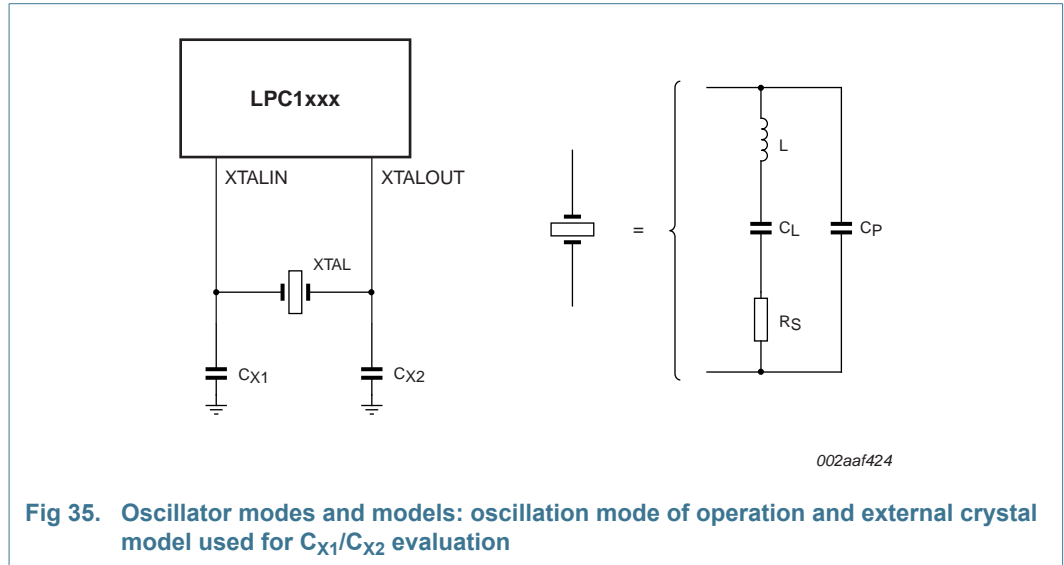 LPC1xxx
XTALIN
XTALOUT
XTAL
CX1
CX2
=
L
CL
CP
RS
002aaf424
Fig 35. Oscillator modes and models: oscillation mode of operation and external crystal
model used for CX1/CX2 evaluation